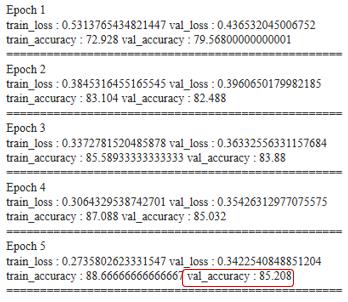 Epoch 1
train_loss : 0.5313765434821447 val_loss : 0.436532045006752
train_accuracy : 72.928 val_accuracy : 79.56800000000001
==================================================
Epoch 2
train_loss : 0.3845316455165545 val_loss : 0.3960650179982185
train_accuracy : 83.104 val_accuracy : 82.488
==================================================
Epoch 3
train_loss : 0.3372781520485878 val_loss : 0.36332556331157684
train_accuracy : 85.58933333333333 val_accuracy : 83.88
==================================================
Epoch 4
train_loss : 0.3064329538742701 val_loss : 0.35426312977075575
train_accuracy : 87.088 val_accuracy : 85.032
==================================================
Epoch 5
train_loss : 0.2735802623331547 val_loss : 0.3422540848851204
train_accuracy : 88.66666666666667 val_accuracy : 85.208
==================================================